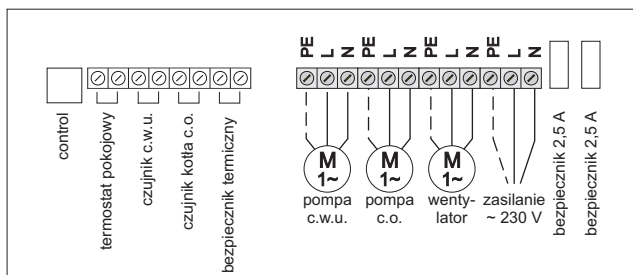 PE L N PE L N PE L N PE L N
control
termostat pokojowy
czujnik c.w.u.
czujnik kotła c.o.
bezpiecznik termiczny
M
1~
pompa
c.w.u.
M
1~
pompa
c.o.
M
1~
wenty-
lator
zasilanie
~ 230 V
bezpiecznik 2,5 A
bezpiecznik 2,5 A